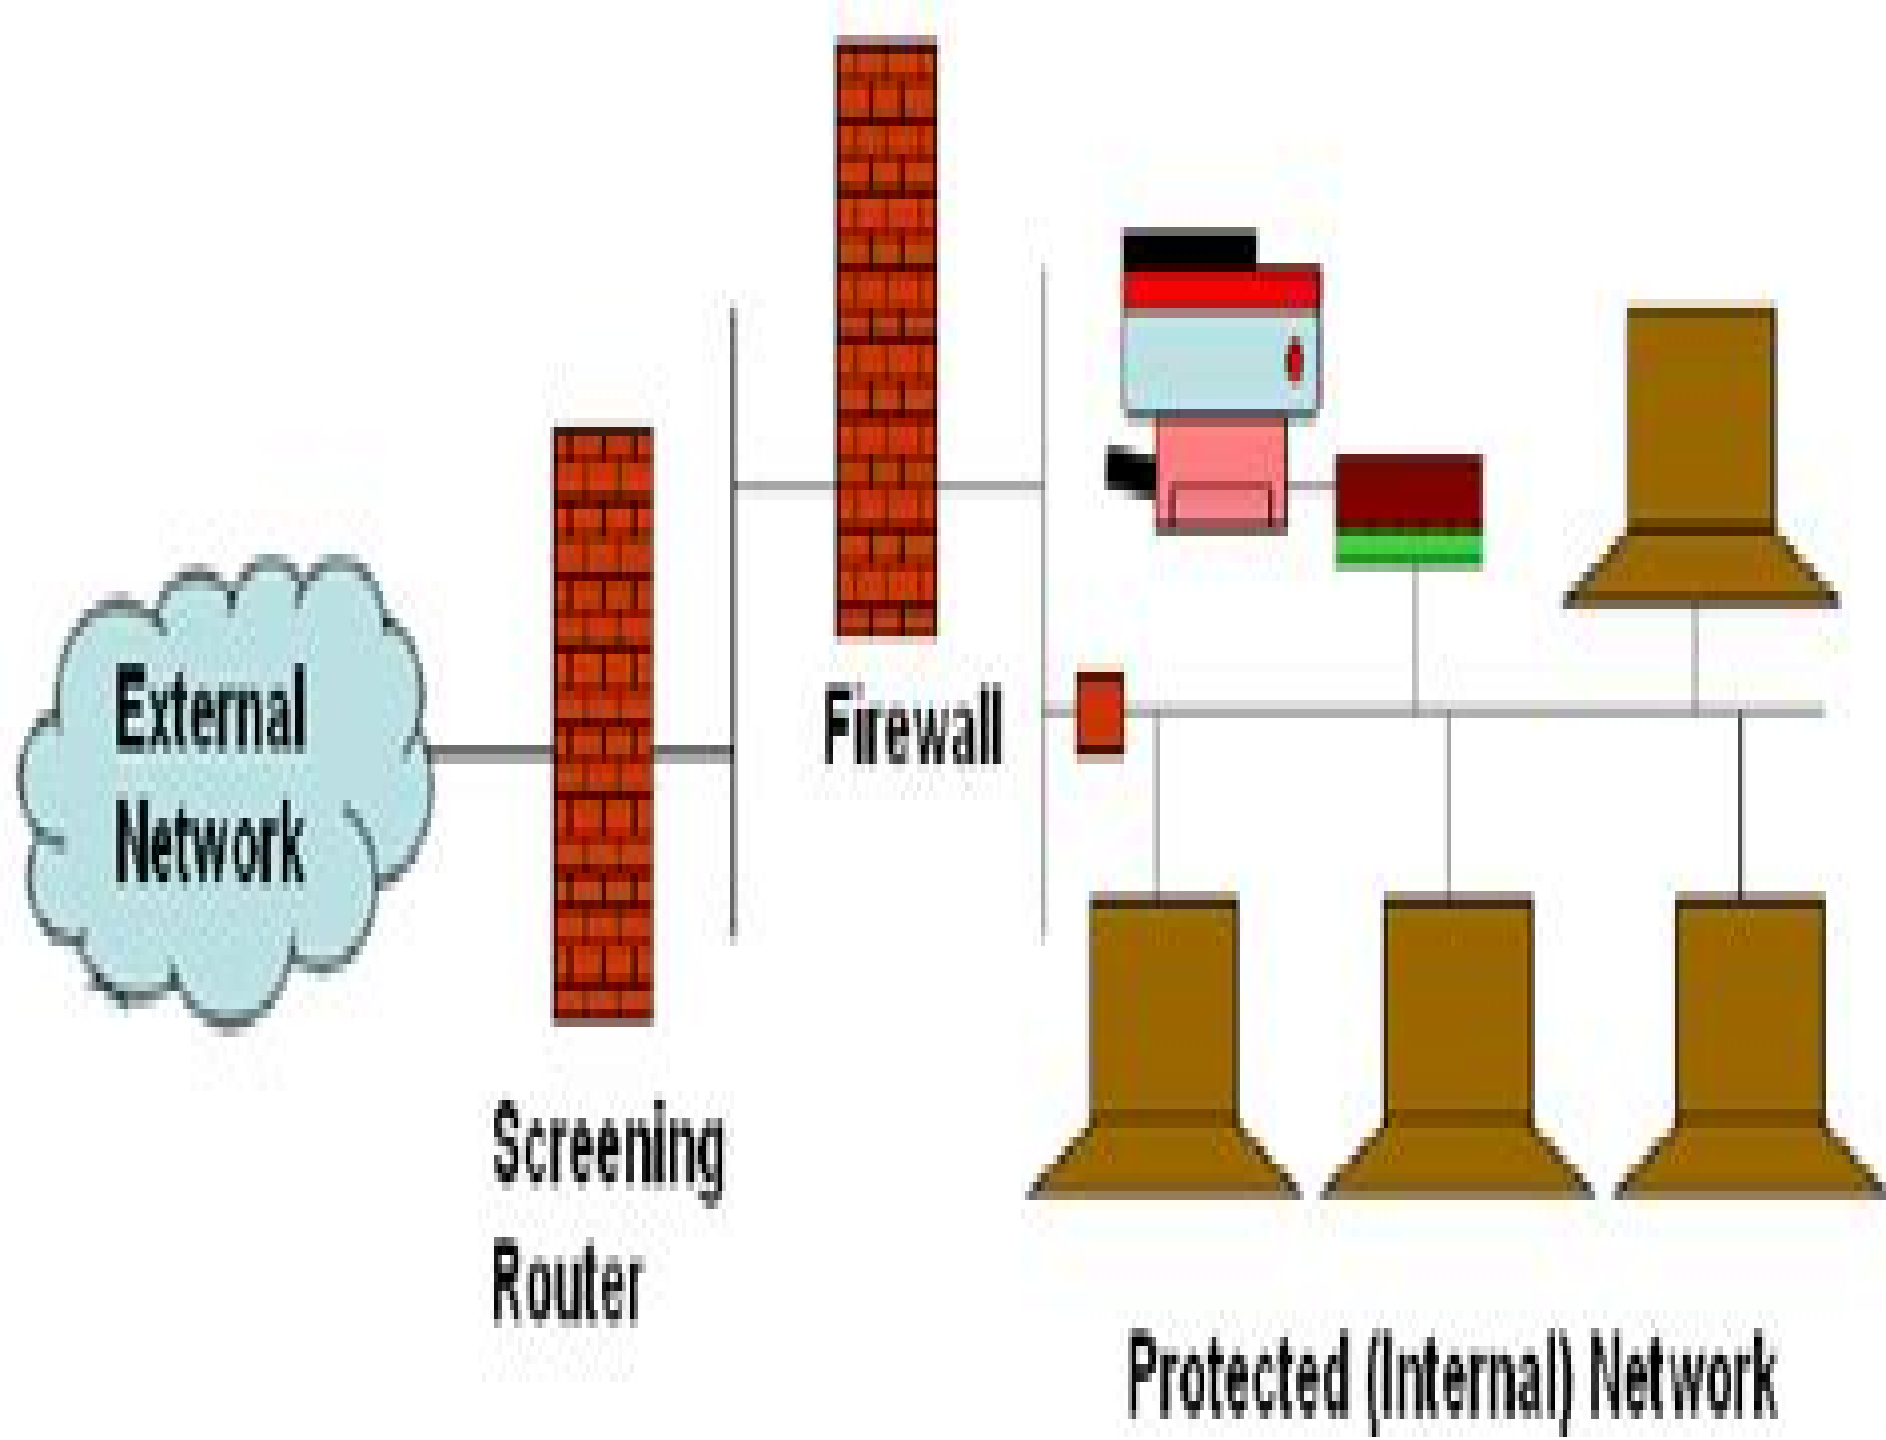 External
Network
Firewall
Screening
Router
Protected (Internal) Network